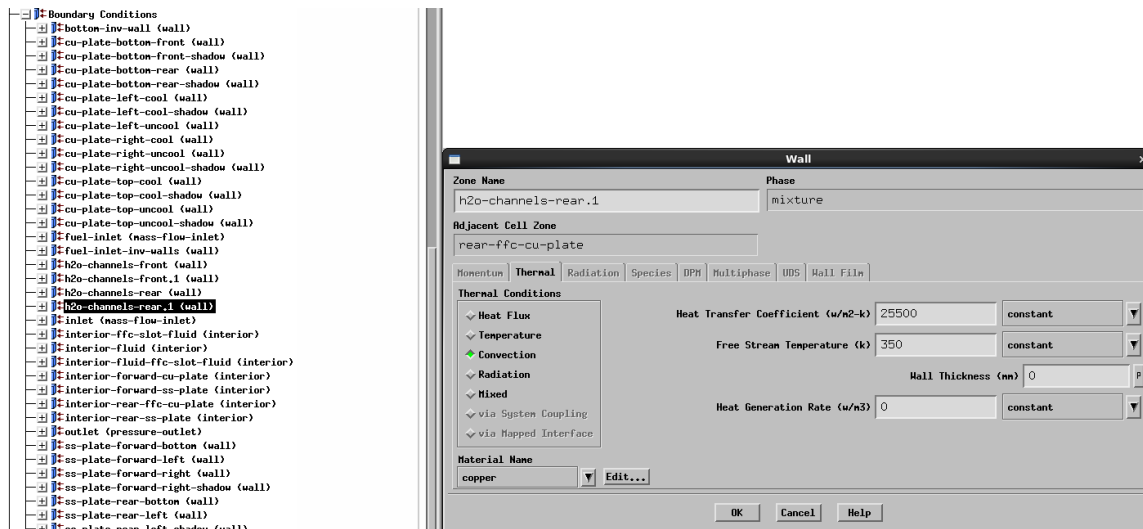 Boundary Conditions
bottom-inv-wall (wall)
cu-plate-bottom-front (wall)
cu-plate-bottom-front-shadow (wall)
cu-plate-bottom-rear (wall)
cu-plate-bottom-rear-shadow (wall)
cu-plate-left-cool (wall)
cu-plate-left-cool-shadow (wall)
cu-plate-left-uncool (wall)
cu-plate-right-cool (wall)
cu-plate-right-uncool (wall)
cu-plate-right-uncool-shadow (wall)
cu-plate-top-cool (wall)
cu-plate-top-cool-shadow (wall)
cu-plate-top-uncool (wall)
cu-plate-top-uncool-shadow (wall)
fuel-inlet (mass-flow-inlet)
fuel-inlet-inv-walls (wall)
h2o-channels-front (wall)
h2o-channels-front.1 (wall)
h2o-channels-rear (wall)
h2o-channels-rear.1 (wall)
inlet (mass-flow-inlet)
interior-ffc-slot-fluid (interior)
interior-fluid (interior)
interior-fluid-ffc-slot-fluid (interior)
interior-forward-cu-plate (interior)
interior-forward-ss-plate (interior)
interior-rear-ffc-cu-plate (interior)
interior-rear-ss-plate (interior)
outlet (pressure-outlet)
ss-plate-forward-bottom (wall)
ss-plate-forward-left (wall)
ss-plate-forward-right (wall)
ss-plate-forward-right-shadow (wall)
ss-plate-rear-bottom (wall)
ss-plate-rear-left (wall)
ss-plate-rear-left-shadow (wall)
Wall
Zone Name
Phase
h2o-channels-rear.1
mixture
Adjacent Cell Zone
rear-ffc-cu-plate
Momentum Thermal Radiation Species DPM Multiphase UDS Wall Film
Thermal Conditions
Heat Flux
Temperature
Convection
Radiation
Mixed
via System Coupling
via Mapped Interface
Heat Transfer Coefficient (w/m2-k) 25500 constant
Free Stream Temperature (k) 350 constant
Wall Thickness (mm) 0 P
Heat Generation Rate (w/m3) 0 constant
Material Name
copper Edit...
OK Cancel Help